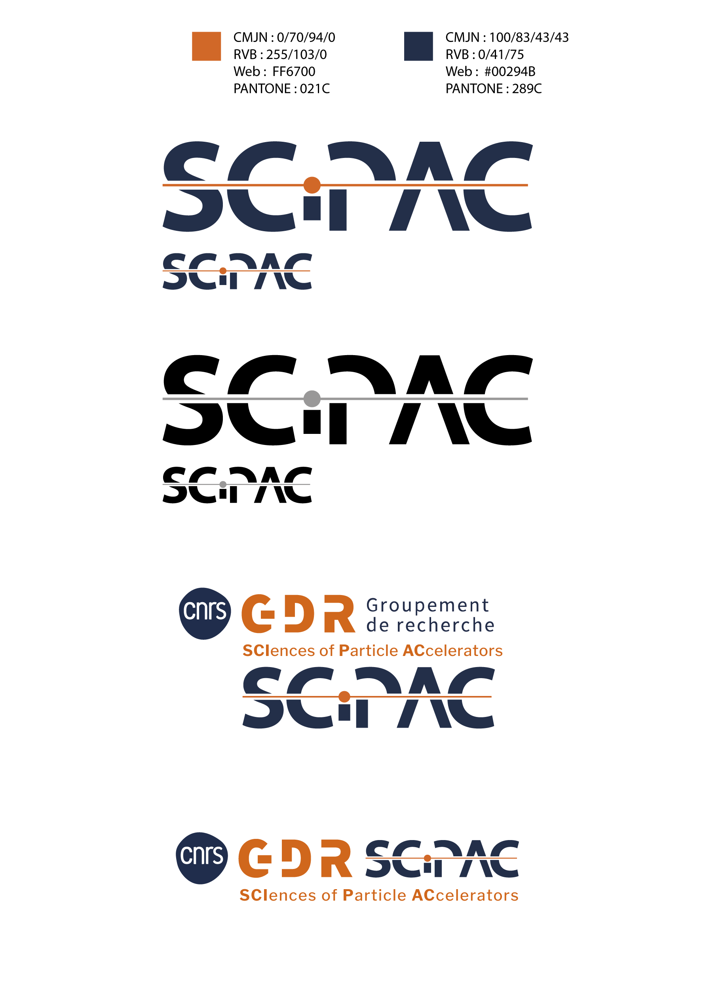 CMJN : 0/70/94/0
RVB : 255/103/0
Web :  FF6700
PANTONE : 021C
CMJN : 100/83/43/43
RVB : 0/41/75
Web :  #00294B
PANTONE : 289C
SCiPAC
SCiPAC
SCiPAC
SCiPAC
cnrs GDR Groupement
de recherche
SCIences of Particle ACcelerators
SCiPAC
cnrs GDR SCiPAC
SCIences of Particle ACcelerators